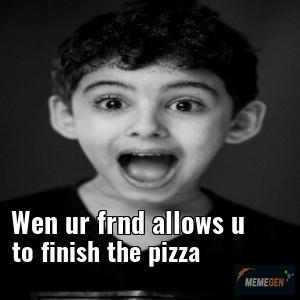 Wen ur frnd allows u
to finish the pizza
MEMEGEN